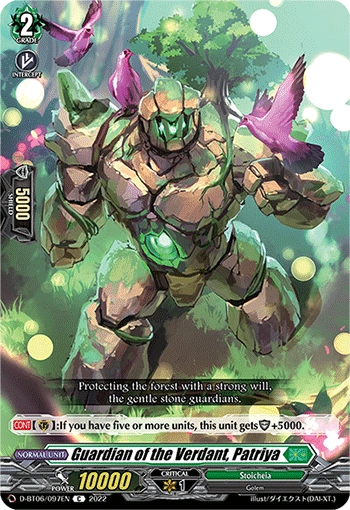 2
GRADE
INTERCEPT
5000
SHIELD
Protecting the forest with a strong will,
the gentle stone guardians.
CONT【 】:If you have five or more units, this unit gets +5000.
NORMAL UNIT Guardian of the Verdant, Patriya
POWER 10000 CRITICAL 1 Stoicheia
Golem
D-BT06/097EN C 2022 illust/ダイエクスト(DAI-XT.)